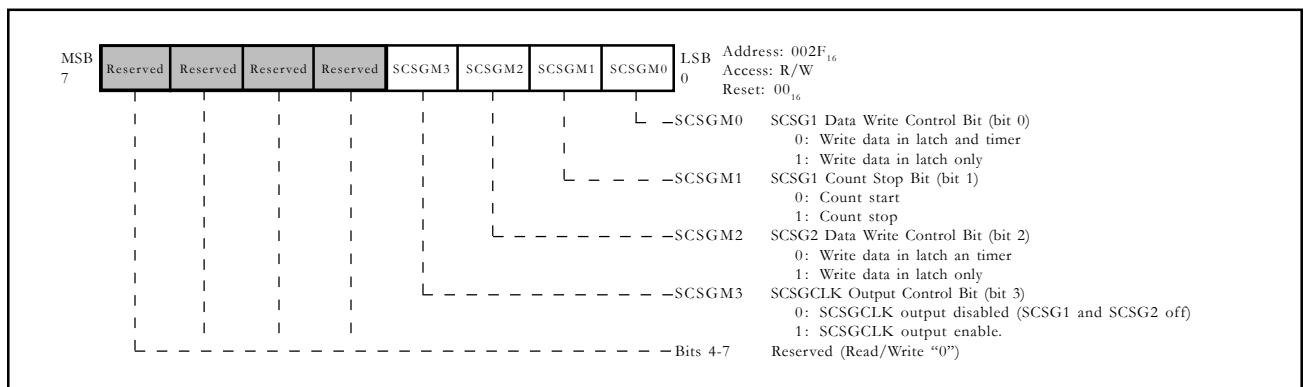 MSB
7
Reserved Reserved Reserved Reserved SCSGM3 SCSGM2 SCSGM1 SCSGM0
LSB
0
Address: 002F16
Access: R/W
Reset: 0016
SCSGM0 SCSG1 Data Write Control Bit (bit 0)
0: Write data in latch and timer
1: Write data in latch only
SCSGM1 SCSG1 Count Stop Bit (bit 1)
0: Count start
1: Count stop
SCSGM2 SCSG2 Data Write Control Bit (bit 2)
0: Write data in latch an timer
1: Write data in latch only
SCSGM3 SCSGCLK Output Control Bit (bit 3)
0: SCSGCLK output disabled (SCSG1 and SCSG2 off)
1: SCSGCLK output enable.
Bits 4-7 Reserved (Read/Write “0”)